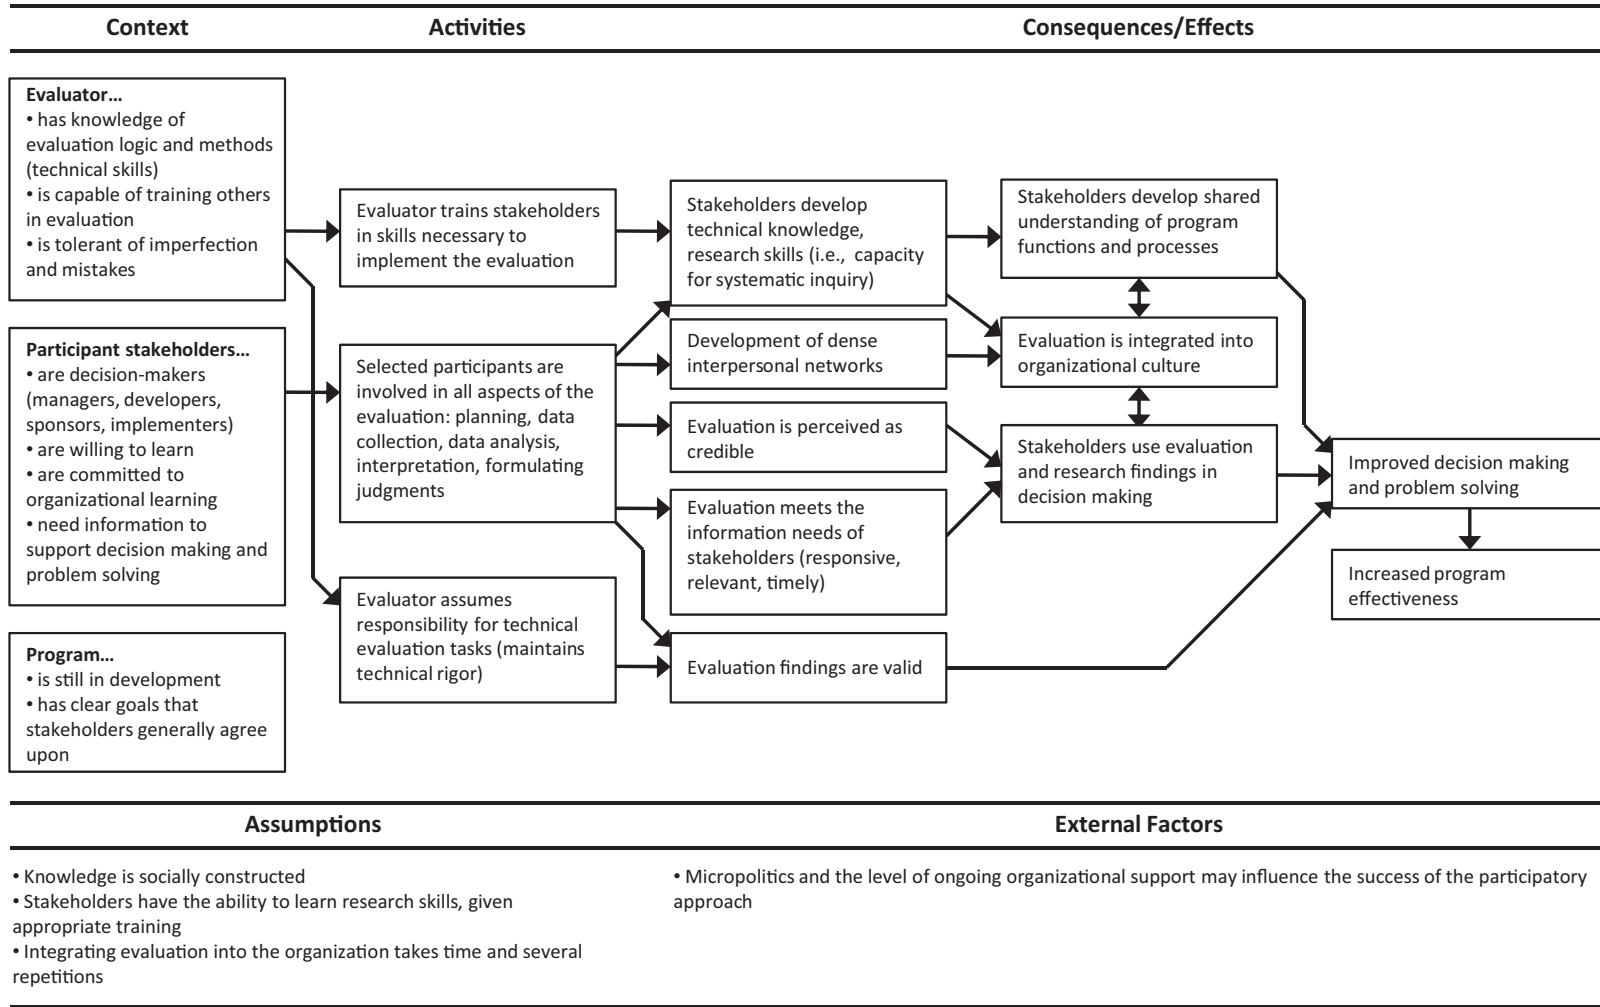 Context
Activities
Consequences/Effects
Evaluator…
• has knowledge of
evaluation logic and methods
(technical skills)
• is capable of training others
in evaluation
• is tolerant of imperfection
and mistakes
Participant stakeholders…
• are decision-makers
(managers, developers,
sponsors, implementers)
• are willing to learn
• are committed to
organizational learning
• need information to
support decision making and
problem solving
Program…
• is still in development
• has clear goals that
stakeholders generally agree
upon
Evaluator trains stakeholders
in skills necessary to
implement the evaluation
Selected participants are
involved in all aspects of the
evaluation: planning, data
collection, data analysis,
interpretation, formulating
judgments
Evaluator assumes
responsibility for technical
evaluation tasks (maintains
technical rigor)
Stakeholders develop
technical knowledge,
research skills (i.e., capacity
for systematic inquiry)
Development of dense
interpersonal networks
Evaluation is perceived as
credible
Evaluation meets the
information needs of
stakeholders (responsive,
relevant, timely)
Evaluation findings are valid
Stakeholders develop shared
understanding of program
functions and processes
Evaluation is integrated into
organizational culture
Stakeholders use evaluation
and research findings in
decision making
Improved decision making
and problem solving
Increased program
effectiveness
Assumptions
• Knowledge is socially constructed
• Stakeholders have the ability to learn research skills, given
appropriate training
• Integrating evaluation into the organization takes time and several
repetitions
External Factors
• Micropolitics and the level of ongoing organizational support may influence the success of the participatory
approach